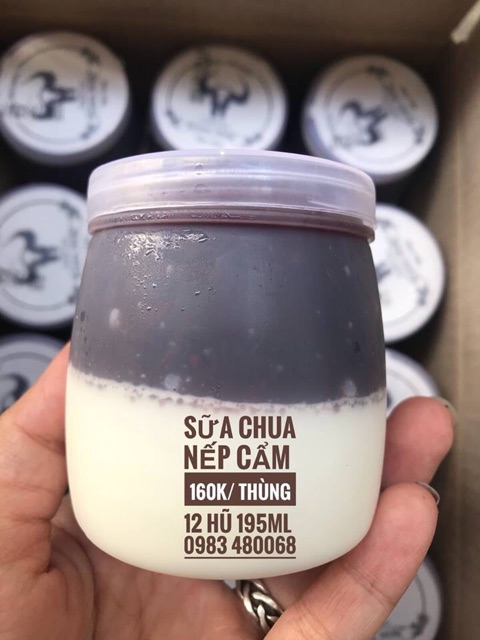 SỮA CHUA
NẾP CẨM
160K/ THÙNG
12 HŨ 195ML
0983 480068